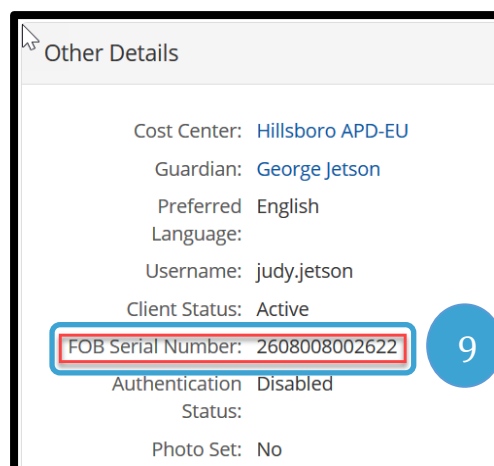 Other Details
Cost Center: Hillsboro APD-EU
Guardian: George Jetson
Preferred English
Language:
Username: judy.jetson
Client Status: Active
FOB Serial Number: 2608008002622
9
Authentication Disabled
Status:
Photo Set: No